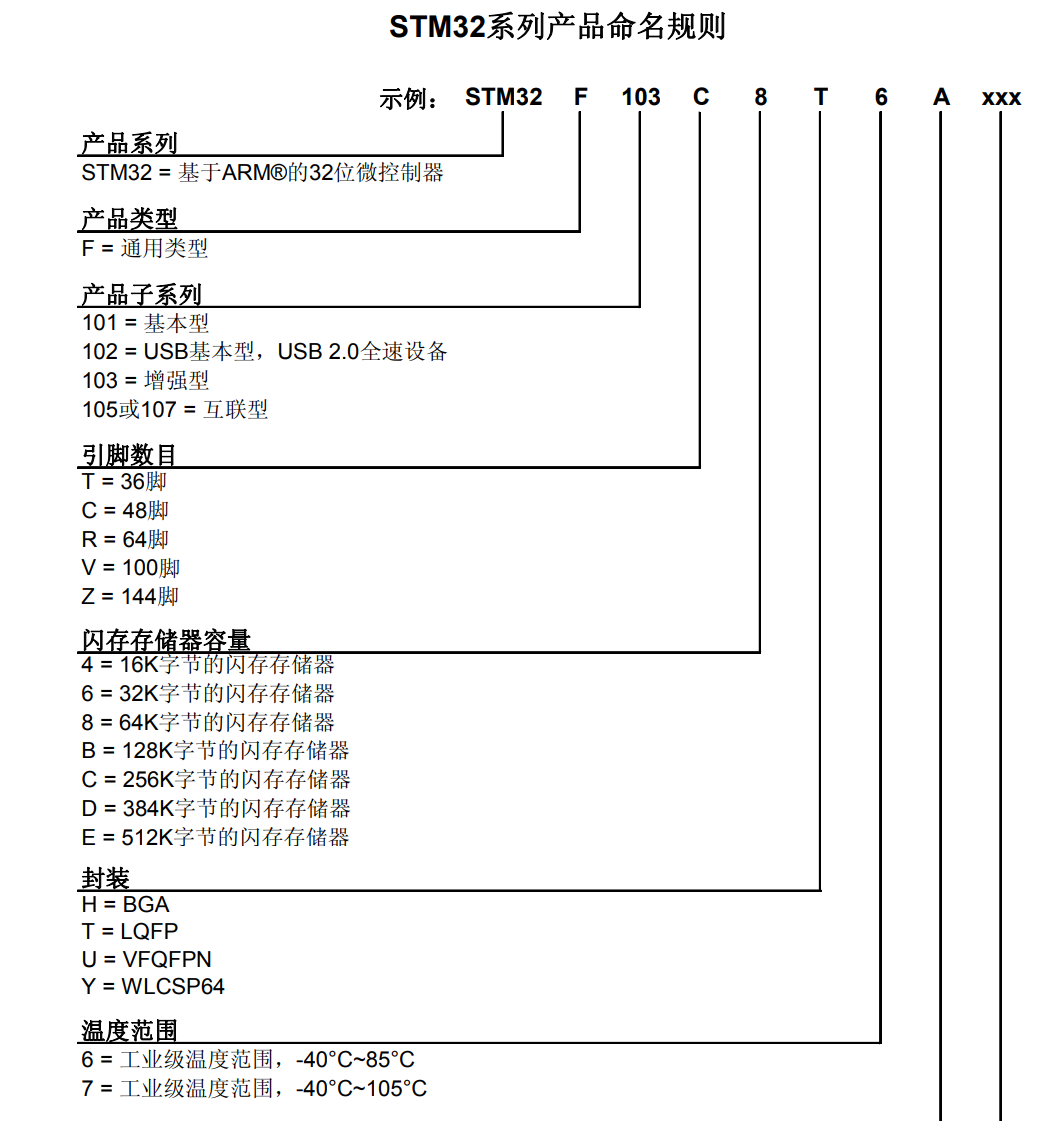 STM32系列产品命名规则
示例： STM32 F 103 C 8 T 6 A xxx
产品系列
STM32 = 基于ARM®的32位微控制器
产品类型
F = 通用类型
产品子系列
101 = 基本型
102 = USB基本型，USB 2.0全速设备
103 = 增强型
105或107 = 互联型
引脚数目
T = 36脚
C = 48脚
R = 64脚
V = 100脚
Z = 144脚
闪存存储器容量
4 = 16K字节的闪存存储器
6 = 32K字节的闪存存储器
8 = 64K字节的闪存存储器
B = 128K字节的闪存存储器
C = 256K字节的闪存存储器
D = 384K字节的闪存存储器
E = 512K字节的闪存存储器
封装
H = BGA
T = LQFP
U = VFQFPN
Y = WLCSP64
温度范围
6 = 工业级温度范围，-40°C~85°C
7 = 工业级温度范围，-40°C~105°C